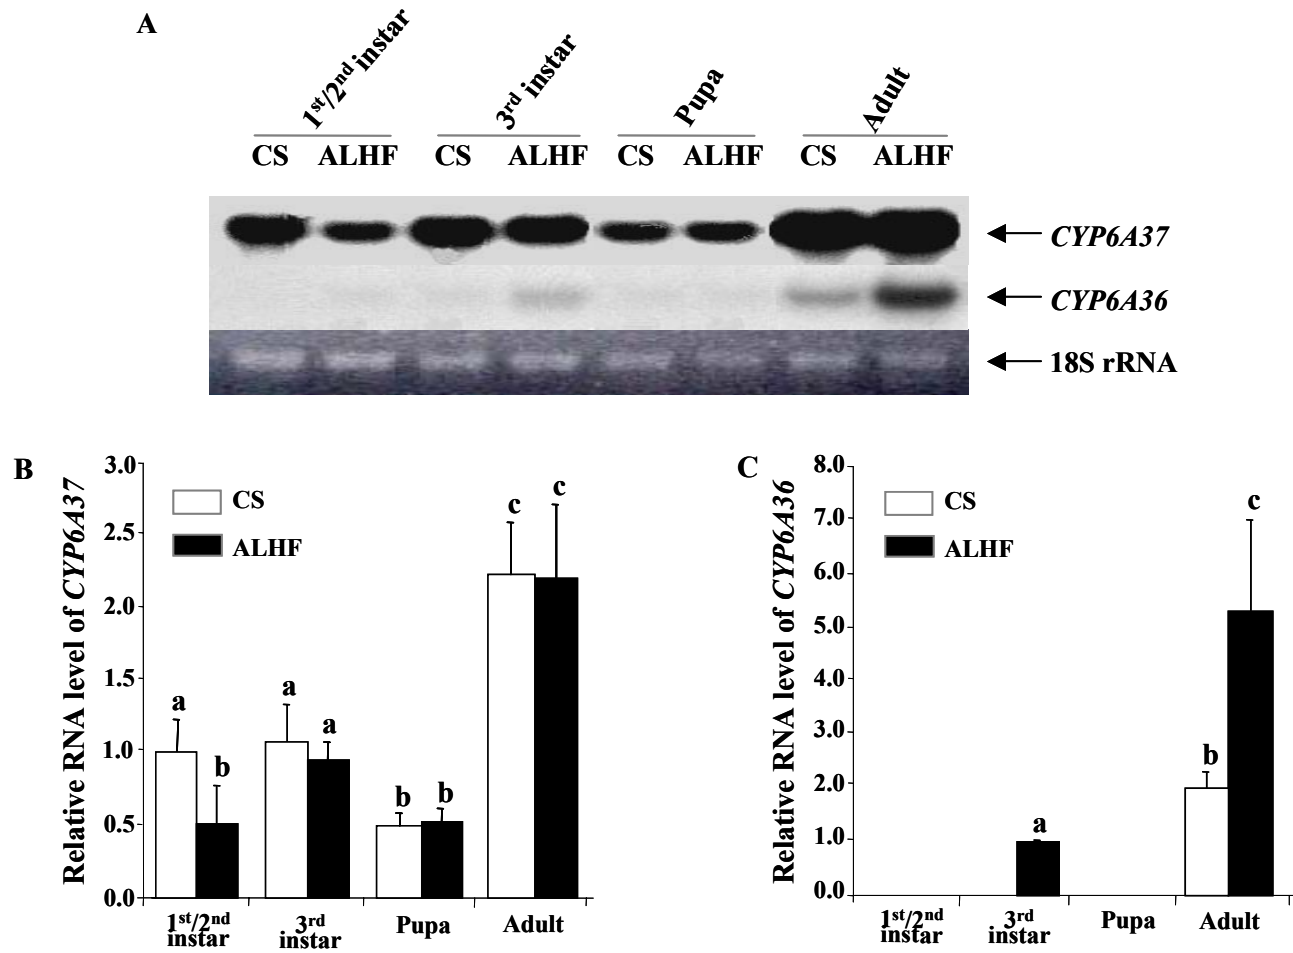 A
1st/2nd instar
3rd instar
Pupa
Adult
CS ALHF CS ALHF CS ALHF CS ALHF
CYP6A37
CYP6A36
18S rRNA
B
Relative RNA level of CYP6A37
3.0
2.5
2.0
1.5
1.0
0.5
0.0
CS
ALHF
a
b
a
a
b
b
c
c
1st/2nd
instar
3rd
instar
Pupa
Adult
C
Relative RNA level of CYP6A36
8.0
7.0
6.0
5.0
4.0
3.0
2.0
1.0
0.0
CS
ALHF
a
b
c
1st/2nd
instar
3rd
instar
Pupa
Adult